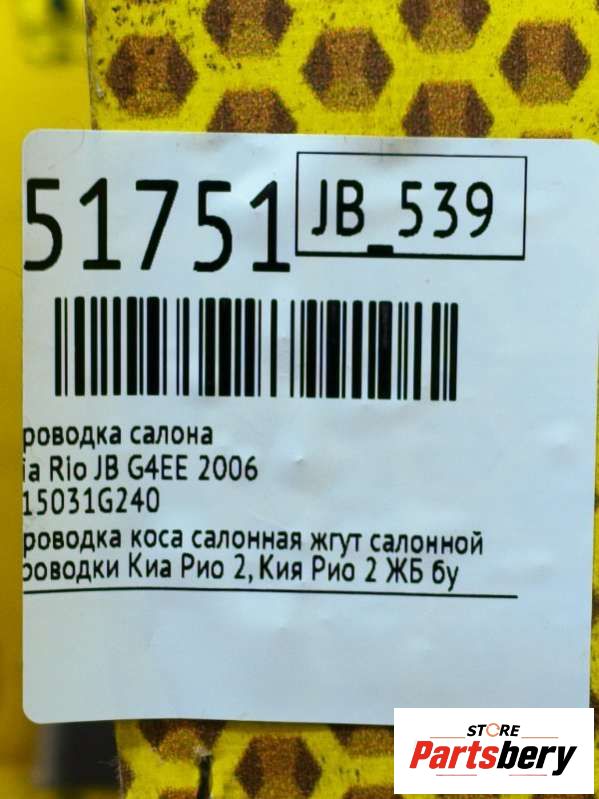 51751
JB_539
роводка салона
ia Rio JB G4EE 2006
15031G240
роводка коса салонная жгут салонной
роводки Киа Рио 2, Кия Рио 2 ЖБ бу
STORE
Partsbery